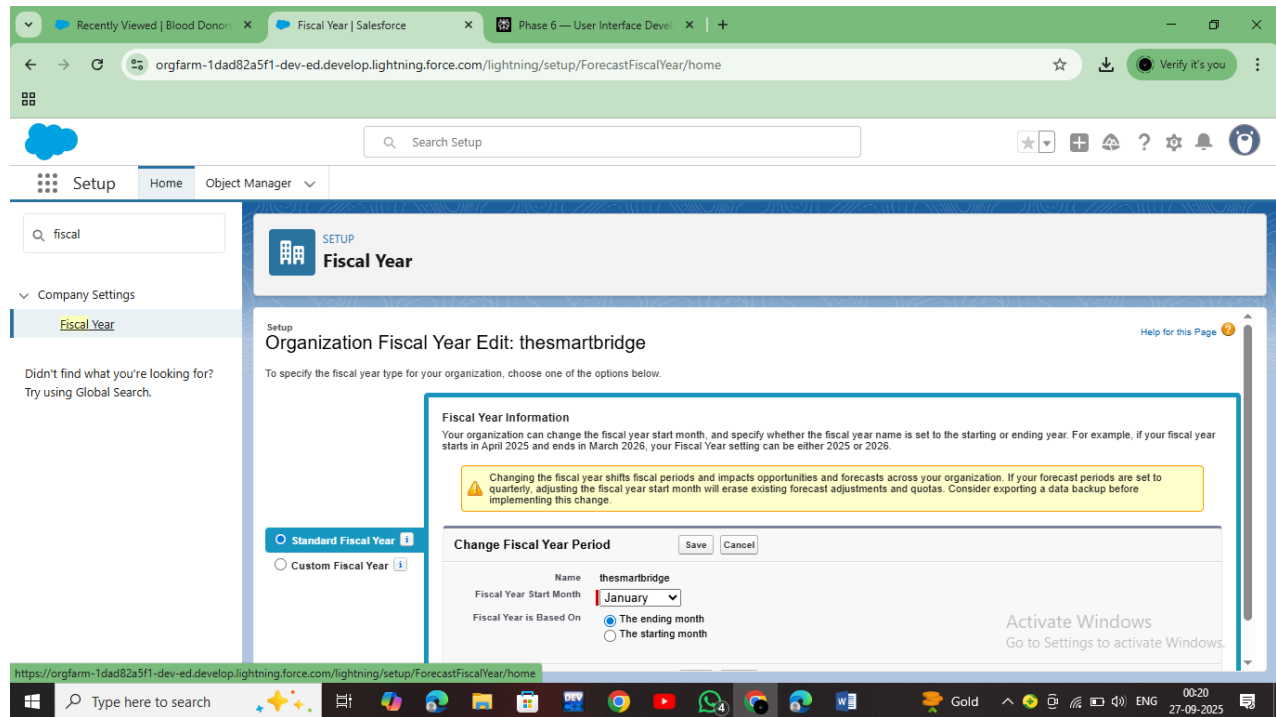 Recently Viewed | Blood Donors
Fiscal Year | Salesforce
Phase 6 — User Interface Devel
orgfarm-1dad82a5f1-dev-ed.develop.lightning.force.com/lightning/setup/ForecastFiscalYear/home
Verify it's you
Search Setup
Setup
Home
Object Manager
fiscal
Company Settings
Fiscal Year
Didn't find what you're looking for?
Try using Global Search.
SETUP
Fiscal Year
Setup
Organization Fiscal Year Edit: thesmartbridge
Help for this Page
To specify the fiscal year type for your organization, choose one of the options below.
Standard Fiscal Year
Custom Fiscal Year
Fiscal Year Information
Your organization can change the fiscal year start month, and specify whether the fiscal year name is set to the starting or ending year. For example, if your fiscal year
starts in April 2025 and ends in March 2026, your Fiscal Year setting can be either 2025 or 2026.
Changing the fiscal year shifts fiscal periods and impacts opportunities and forecasts across your organization. If your forecast periods are set to
quarterly, adjusting the fiscal year start month will erase existing forecast adjustments and quotas. Consider exporting a data backup before
implementing this change.
Change Fiscal Year Period
Save
Cancel
Name thesmartbridge
Fiscal Year Start Month January
Fiscal Year is Based On The ending month
The starting month
Activate Windows
Go to Settings to activate Windows.
https://orgfarm-1dad82a5f1-dev-ed.develop.lightning.force.com/lightning/setup/ForecastFiscalYear/home
Type here to search
DEV
4
Gold
ENG
00:20
27-09-2025